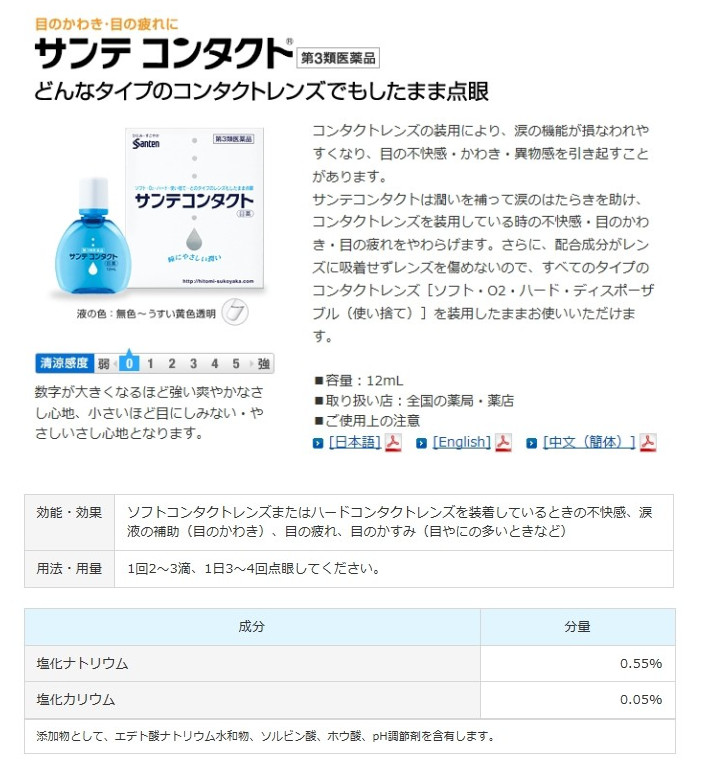 目のかわき・目の疲れに
サンテ コンタクト® 第3類医薬品
どんなタイプのコンタクトレンズでもしたまま点眼
Santen
第3類医薬品
サンテコンタクト
目薬
瞳にやさしい潤い
http://hitomi-sukoyaka.com
第3類医薬品
サンテ コンタクト
目薬
液の色：無色～うすい黄色透明
清涼感度 弱 0 1 2 3 4 5 強
数字が大きくなるほど強い爽やかなさ
し心地、小さいほど目にしみない・や
さしいさし心地となります。
コンタクトレンズの装用により、涙の機能が損なわれや
すくなり、目の不快感・かわき・異物感を引き起すこと
があります。
サンテコンタクトは潤いを補って涙のはたらきを助け、
コンタクトレンズを装用している時の不快感・目のかわ
き・目の疲れをやわらげます。さらに、配合成分がレン
ズに吸着せずレンズを傷めないので、すべてのタイプの
コンタクトレンズ［ソフト・O2・ハード・ディスポーザ
ブル（使い捨て）］を装用したままお使いいただけま
す。
■容量：12mL
■取り扱い店：全国の薬局・薬店
■ご使用上の注意
[日本語] [English] [中文（簡体）]
効能・効果 ソフトコンタクトレンズまたはハードコンタクトレンズを装着しているときの不快感、涙
液の補助（目のかわき）、目の疲れ、目のかすみ（目やにの多いときなど）
用法・用量 1回2～3滴、1日3～4回点眼してください。
成分 分量
塩化ナトリウム 0.55%
塩化カリウム 0.05%
添加物として、エデト酸ナトリウム水和物、ソルビン酸、ホウ酸、pH調節剤を含有します。